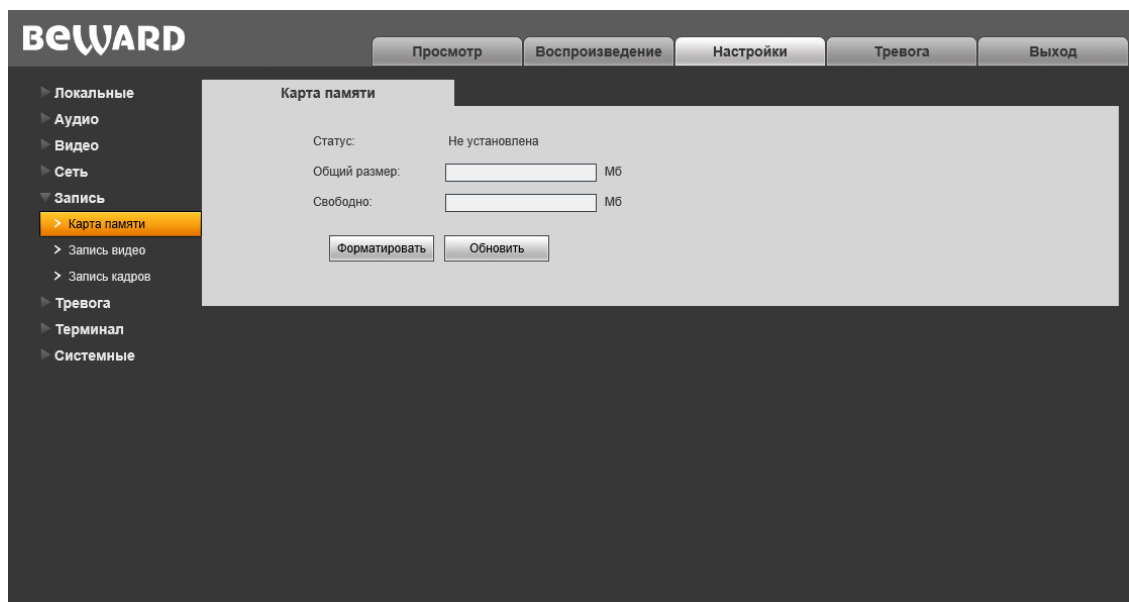 BEWARD
Просмотр Воспроизведение Настройки Тревога Выход
Локальные
Аудио
Видео
Сеть
Запись
> Карта памяти
> Запись видео
> Запись кадров
Тревога
Терминал
Системные
Карта памяти
Статус: Не установлена
Общий размер: Мб
Свободно: Мб
Форматировать Обновить